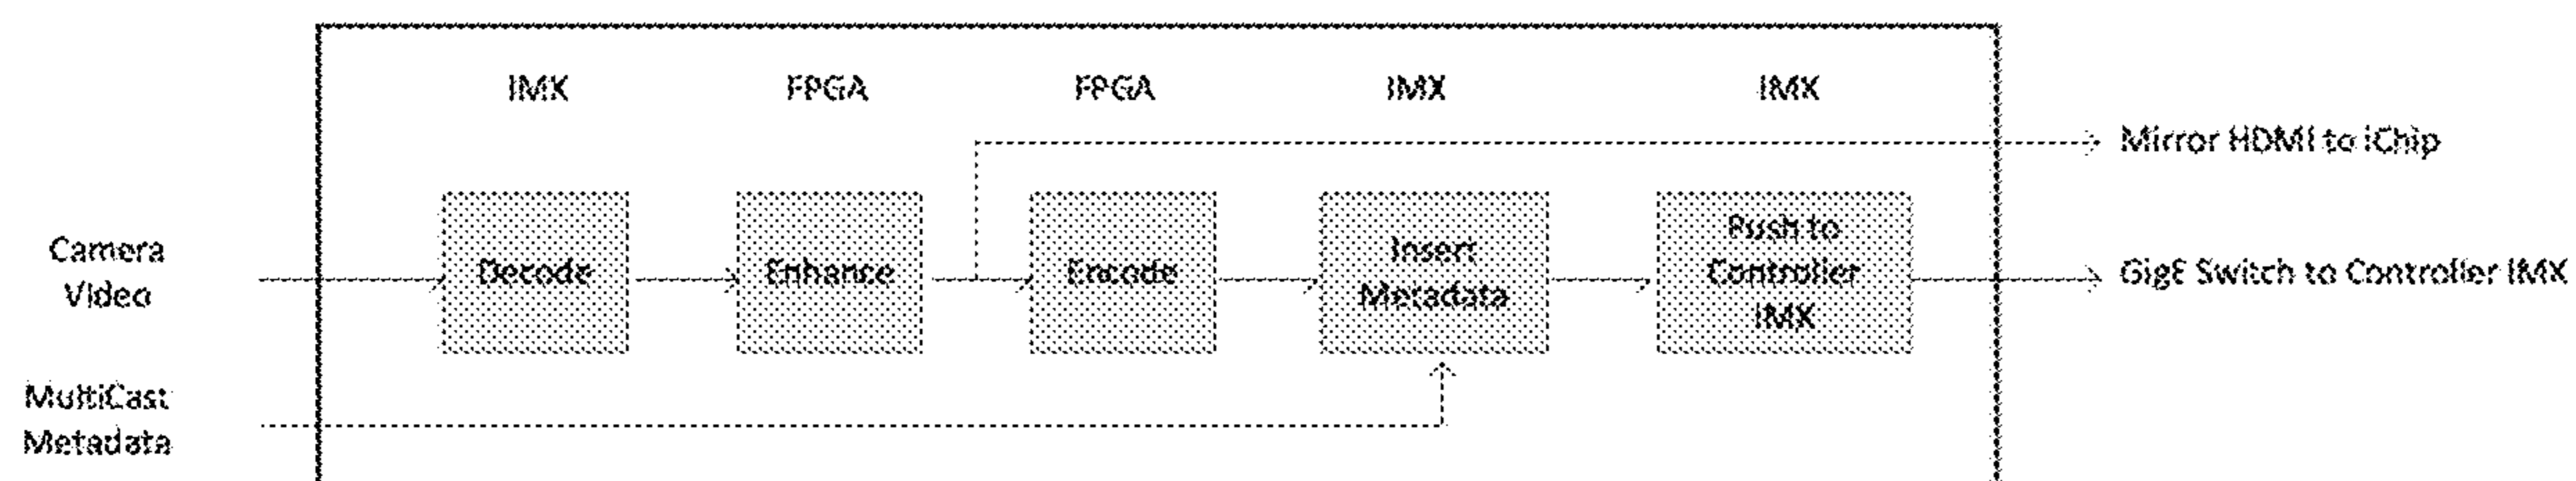 IMX FPGA FPGA IMX IMX
Mirror HDMI to iChip
Camera
Video
Decode
Enhance
Encode
Insert
Metadata
Push to
Controller
IMX
GigE Switch to Controller IMX
MultiCast
Metadata